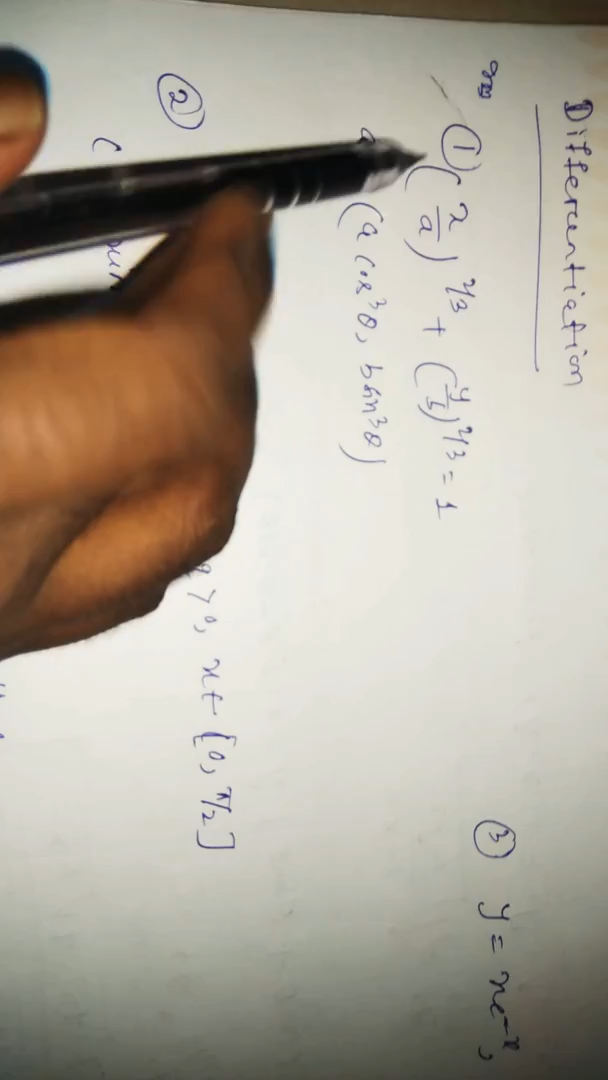 Differentiation
① (x/a)^2/3 + (y/b)^2/3 = 1
(a cos³θ, b sin³θ)
②
> 0, x ∈ [0, π/2]
③ y = xe^-x,